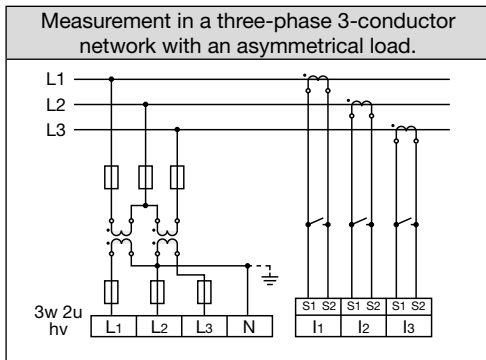 Measurement in a three-phase 3-conductor
network with an asymmetrical load.
L1
L2
L3
3w 2u
hv
L1 L2 L3 N
S1 S2 S1 S2 S1 S2
I1 I2 I3